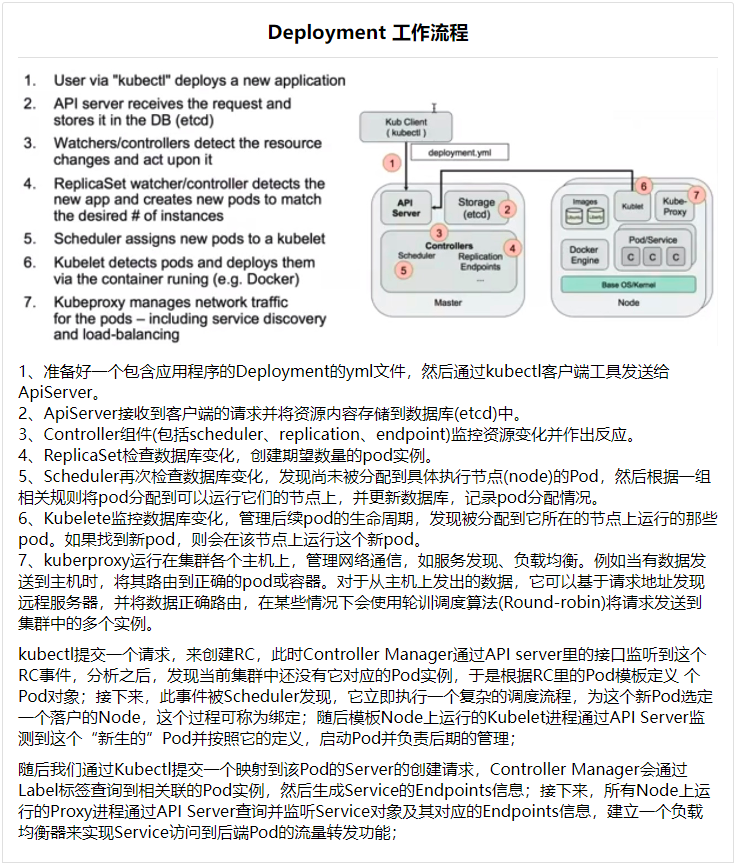 Deployment 工作流程
1. User via "kubectl" deploys a new application
2. API server receives the request and
stores it in the DB (etcd)
3. Watchers/controllers detect the resource
changes and act upon it
4. ReplicaSet watcher/controller detects the
new app and creates new pods to match
the desired # of instances
5. Scheduler assigns new pods to a kubelet
6. Kubelet detects pods and deploys them
via the container runing (e.g. Docker)
7. Kubeproxy manages network traffic
for the pods – including service discovery
and load-balancing
Kub Client
( kubectl )
1
deployment.yml
API
Server
Storage
(etcd)
2
3
Controllers
Scheduler
Replication
Endpoints
...
4
5
Master
6
7
Images
Ubuntu
Ubuntu
Kublet
Kube-
Proxy
Docker
Engine
Pod/Service
C C C
Base OS/Kernel
Node
1、准备好一个包含应用程序的Deployment的yml文件，然后通过kubectl客户端工具发送给
ApiServer。
2、ApiServer接收到客户端的请求并将资源内容存储到数据库(etcd)中。
3、Controller组件(包括scheduler、replication、endpoint)监控资源变化并作出反应。
4、ReplicaSet检查数据库变化，创建期望数量的pod实例。
5、Scheduler再次检查数据库变化，发现尚未被分配到具体执行节点(node)的Pod，然后根据一组
相关规则将pod分配到可以运行它们的节点上，并更新数据库，记录pod分配情况。
6、Kubelete监控数据库变化，管理后续pod的生命周期，发现被分配到它所在的节点上运行的那些
pod。如果找到新pod，则会在该节点上运行这个新pod。
7、kuberproxy运行在集群各个主机上，管理网络通信，如服务发现、负载均衡。例如当有数据发
送到主机时，将其路由到正确的pod或容器。对于从主机上发出的数据，它可以基于请求地址发现
远程服务器，并将数据正确路由，在某些情况下会使用轮训调度算法(Round-robin)将请求发送到
集群中的多个实例。
kubectl提交一个请求，来创建RC，此时Controller Manager通过API server里的接口监听到这个
RC事件，分析之后，发现当前集群中还没有它对应的Pod实例，于是根据RC里的Pod模板定义 个
Pod对象；接下来，此事件被Scheduler发现，它立即执行一个复杂的调度流程，为这个新Pod选定
一个落户的Node，这个过程可称为绑定；随后模板Node上运行的Kubelet进程通过API Server监
测到这个“新生的”Pod并按照它的定义，启动Pod并负责后期的管理；
随后我们通过Kubectl提交一个映射到该Pod的Server的创建请求，Controller Manager会通过
Label标签查询到相关联的Pod实例，然后生成Service的Endpoints信息；接下来，所有Node上运
行的Proxy进程通过API Server查询并监听Service对象及其对应的Endpoints信息，建立一个负载
均衡器来实现Service访问到后端Pod的流量转发功能；